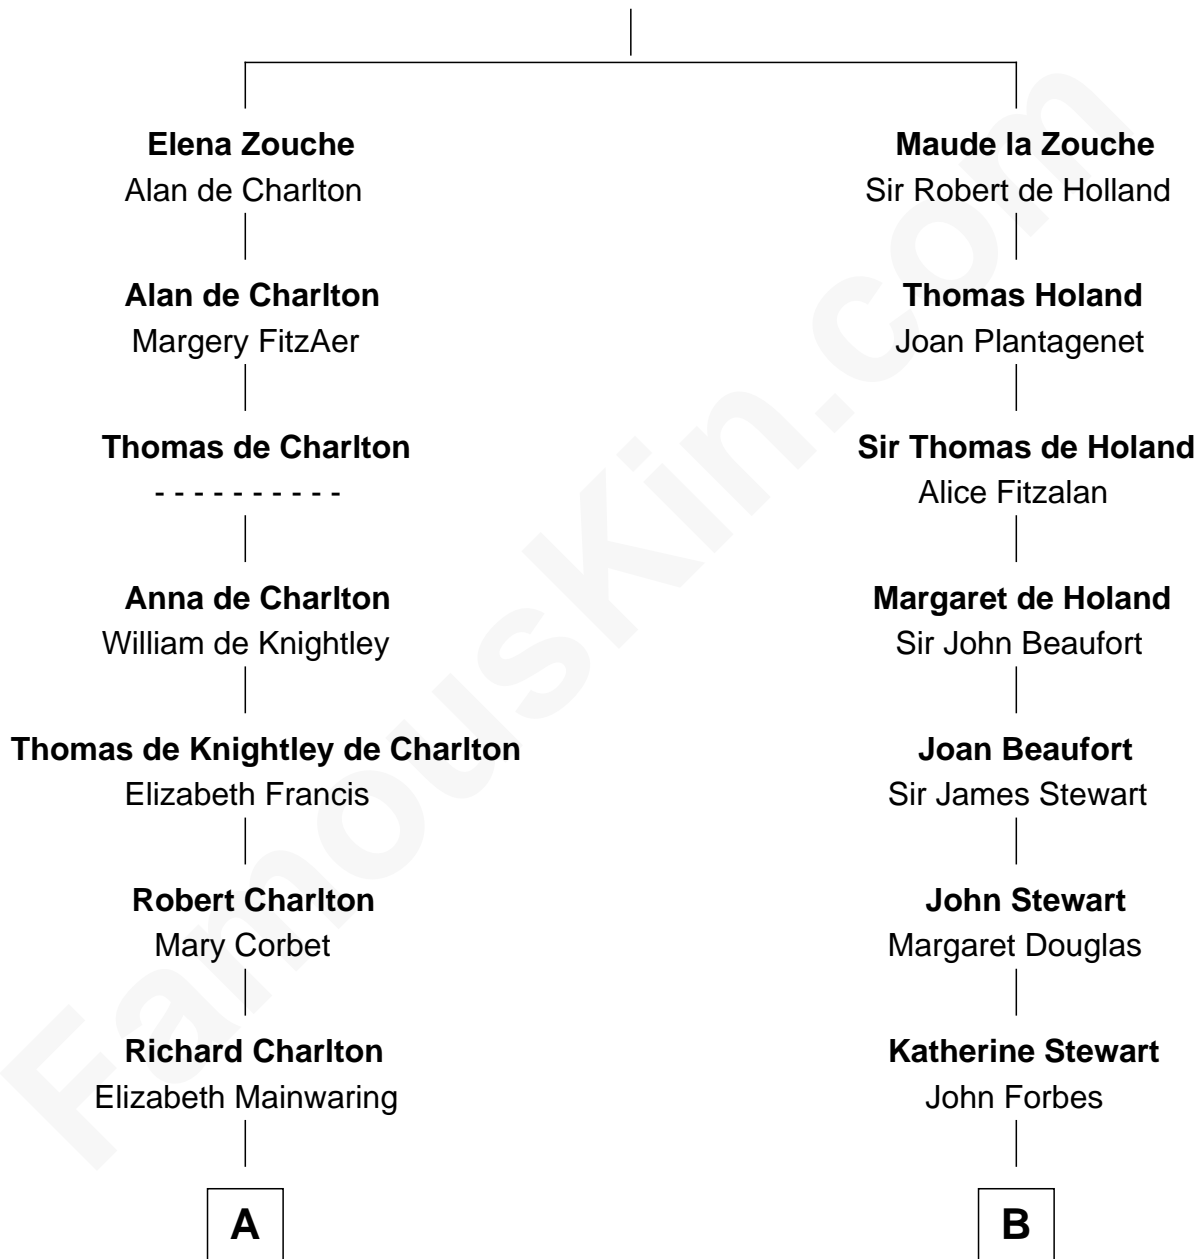 Elena Zouche
Alan de Charlton
Maude la Zouche
Sir Robert de Holland
Alan de Charlton
Margery FitzAer
Thomas Holand
Joan Plantagenet
Thomas de Charlton
- - - - - - - - - -
Sir Thomas de Holand
Alice Fitzalan
Anna de Charlton
William de Knightley
Margaret de Holand
Sir John Beaufort
Thomas de Knightley de Charlton
Elizabeth Francis
Joan Beaufort
Sir James Stewart
Robert Charlton
Mary Corbet
John Stewart
Margaret Douglas
Richard Charlton
Elizabeth Mainwaring
Katherine Stewart
John Forbes
A
B
FamousKin.com